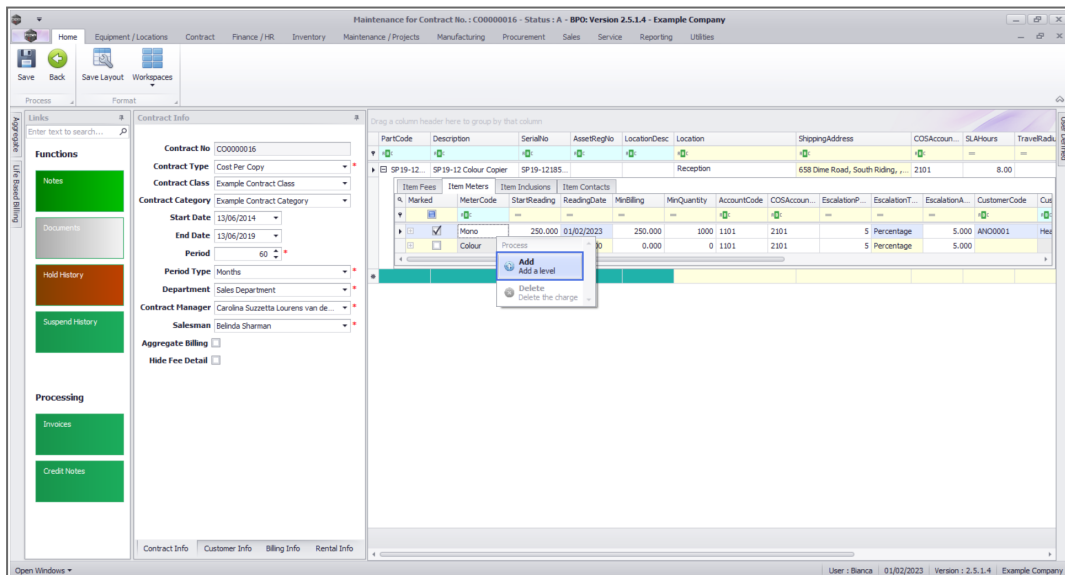 Maintenance for Contract No. : CO0000016 - Status : A - BPO: Version 2.5.1.4 - Example Company
Home Equipment / Locations Contract Finance / HR Inventory Maintenance / Projects Manufacturing Procurement Sales Service Reporting Utilities
Save Back Save Layout Workspaces
Process Format
Aggregate
Life Based Billing
Links
Enter text to search...
Functions
Notes
Documents
Hold History
Suspend History
Processing
Invoices
Credit Notes
Contract Info
Contract No CO0000016
Contract Type Cost Per Copy *
Contract Class Example Contract Class
Contract Category Example Contract Category
Start Date 13/06/2014
End Date 13/06/2019
Period 60 *
Period Type Months *
Department Sales Department *
Contract Manager Carolina Suzzetta Lourens van de... *
Salesman Belinda Sharman *
Aggregate Billing
Hide Fee Detail
Contract Info Customer Info Billing Info Rental Info
Drag a column header here to group by that column
PartCode Description SerialNo AssetRegNo LocationDesc Location ShippingAddress COSAccoun... SLAHours TravelRadiu
SP19-12... SP19-12 Colour Copier SP19-12185... Reception 658 Dime Road, South Riding, ,... 2101 8.00
Item Fees Item Meters Item Inclusions Item Contacts
Marked MeterCode StartReading ReadingDate MinBilling MinQuantity AccountCode COSAccoun... EscalationP... EscalationT... EscalationA... CustomerCode Cus
Mono 250.000 01/02/2023 250.000 1000 1101 2101 5 Percentage 5.000 ANO0001 Hea
Colour 0.000 0 1101 2101 5 Percentage 5.000
Process
Add
Add a level
Delete
Delete the charge
User Defined
Open Windows
User : Bianca 01/02/2023 Version : 2.5.1.4 Example Company